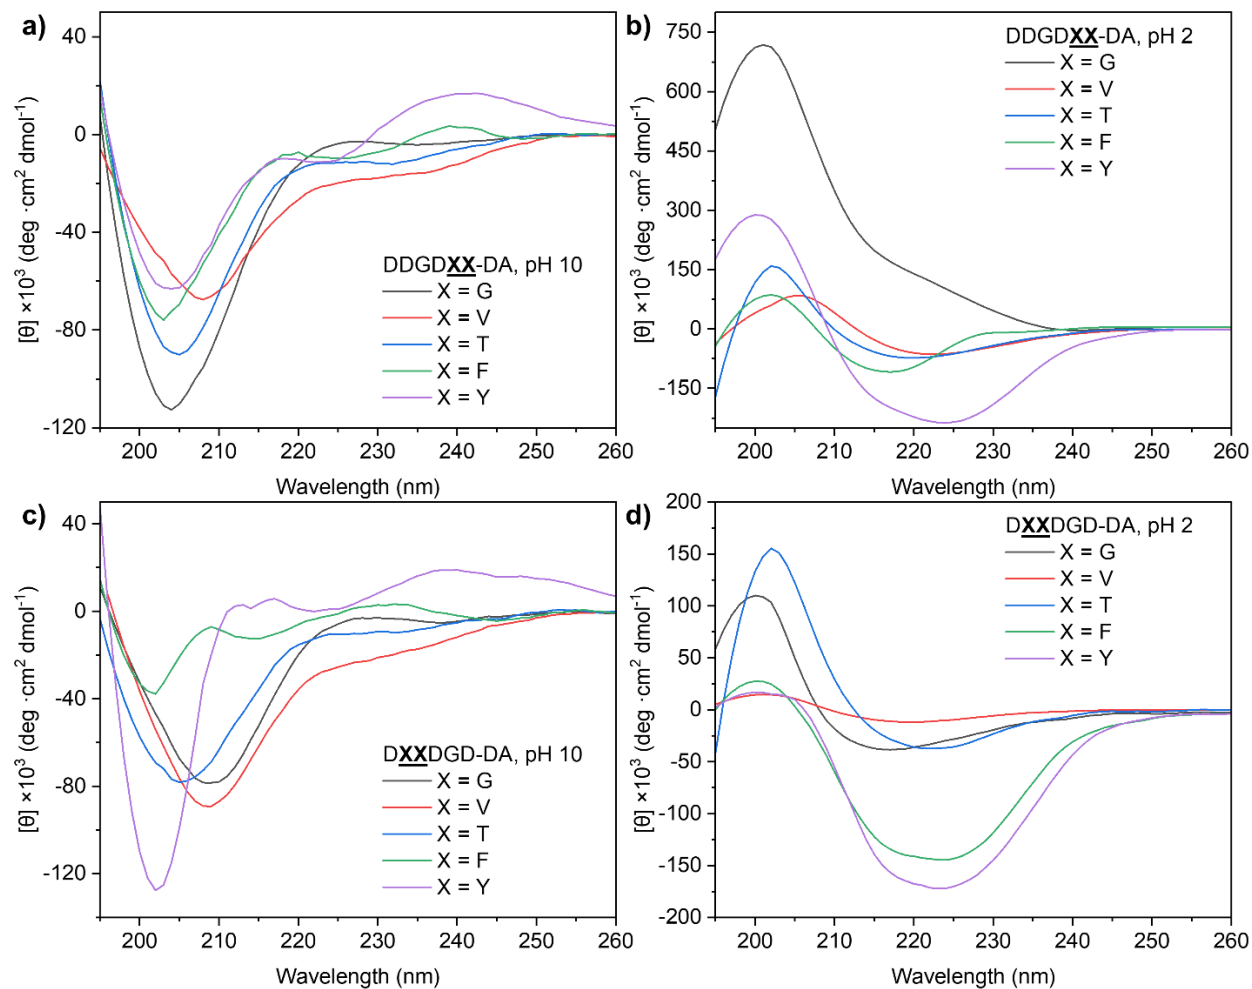 a)
40
0
-40
-80
-120
[θ] ×10³ (deg ·cm² dmol⁻¹)
DDGDXX-DA, pH 10
X = G
X = V
X = T
X = F
X = Y
200 210 220 230 240 250 260
Wavelength (nm)
b)
750
600
450
300
150
0
-150
[θ] ×10³ (deg ·cm² dmol⁻¹)
DDGDXX-DA, pH 2
X = G
X = V
X = T
X = F
X = Y
200 210 220 230 240 250 260
Wavelength (nm)
c)
40
0
-40
-80
-120
[θ] ×10³ (deg ·cm² dmol⁻¹)
DXXDGD-DA, pH 10
X = G
X = V
X = T
X = F
X = Y
200 210 220 230 240 250 260
Wavelength (nm)
d)
200
150
100
50
0
-50
-100
-150
-200
[θ] ×10³ (deg ·cm² dmol⁻¹)
DXXDGD-DA, pH 2
X = G
X = V
X = T
X = F
X = Y
200 210 220 230 240 250 260
Wavelength (nm)